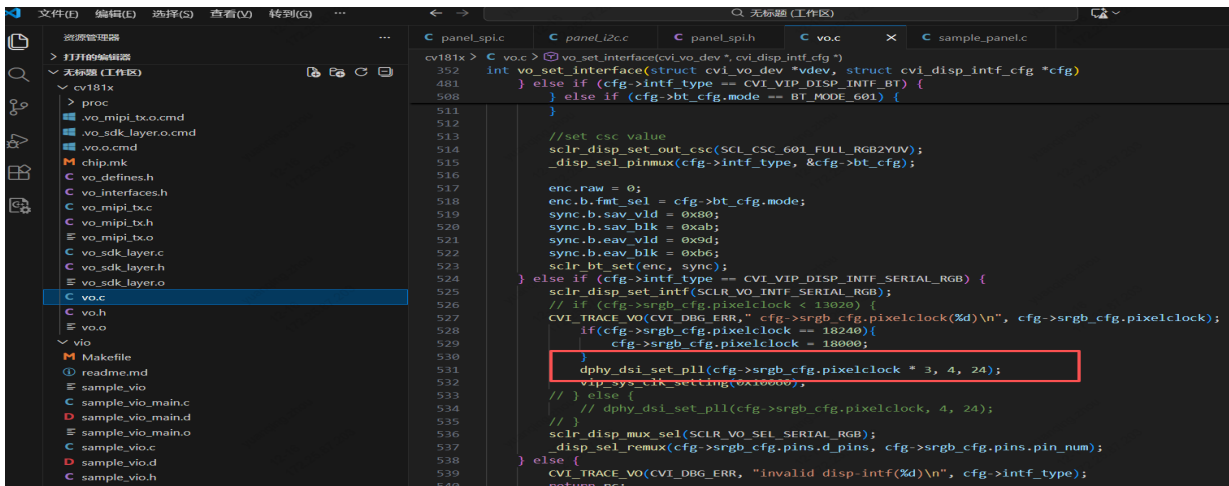 文件(F) 编辑(E) 选择(S) 查看(V) 转到(G) ··· ← → 无标题 (工作区)
资源管理器 ···
> 打开的编辑器
无标题 (工作区)
cv181x
> proc
.vo_mipi_tx.o.cmd
.vo_sdk_layer.o.cmd
.vo.o.cmd
chip.mk
vo_defines.h
vo_interfaces.h
vo_mipi_tx.c
vo_mipi_tx.h
vo_mipi_tx.o
vo_sdk_layer.c
vo_sdk_layer.h
vo_sdk_layer.o
vo.c
vo.h
vo.o
vio
Makefile
readme.md
sample_vio
sample_vio_main.c
sample_vio_main.d
sample_vio_main.o
sample_vio.c
sample_vio.d
sample_vio.h
C panel_spi.c C panel_i2c.c C panel_spi.h C vo.c × C sample_panel.c
cv181x > C vo.c > vo_set_interface(cvi_vo_dev *, cvi_disp_intf_cfg *)
352 int vo_set_interface(struct cvi_vo_dev *vdev, struct cvi_disp_intf_cfg *cfg)
481 } else if (cfg->intf_type == CVI_VIP_DISP_INTF_BT) {
508 } else if (cfg->bt_cfg.mode == BT_MODE_601) {
511 }
512
513 //set csc value
514 sclr_disp_set_out_csc(SCL_CSC_601_FULL_RGB2YUV);
515 _disp_sel_pinmux(cfg->intf_type, &cfg->bt_cfg);
516
517 enc.raw = 0;
518 enc.b.fmt_sel = cfg->bt_cfg.mode;
519 sync.b.sav_vld = 0x80;
520 sync.b.sav_blk = 0xab;
521 sync.b.eav_vld = 0x9d;
522 sync.b.eav_blk = 0xb6;
523 sclr_bt_set(enc, sync);
524 } else if (cfg->intf_type == CVI_VIP_DISP_INTF_SERIAL_RGB) {
525 sclr_disp_set_intf(SCLR_VO_INTF_SERIAL_RGB);
526 // if (cfg->srgb_cfg.pixelclock < 13020) {
527 CVI_TRACE_VO(CVI_DBG_ERR," cfg->srgb_cfg.pixelclock(%d)\n", cfg->srgb_cfg.pixelclock);
528 if(cfg->srgb_cfg.pixelclock == 18240){
529 cfg->srgb_cfg.pixelclock = 18000;
530 }
531 dphy_dsi_set_pll(cfg->srgb_cfg.pixelclock * 3, 4, 24);
532 vip_sys_clk_setting(0x10060);
533 // } else {
534 // dphy_dsi_set_pll(cfg->srgb_cfg.pixelclock, 4, 24);
535 // }
536 sclr_disp_mux_sel(SCLR_VO_SEL_SERIAL_RGB);
537 _disp_sel_remux(cfg->srgb_cfg.pins.d_pins, cfg->srgb_cfg.pins.pin_num);
538 } else {
539 CVI_TRACE_VO(CVI_DBG_ERR, "invalid disp-intf(%d)\n", cfg->intf_type);